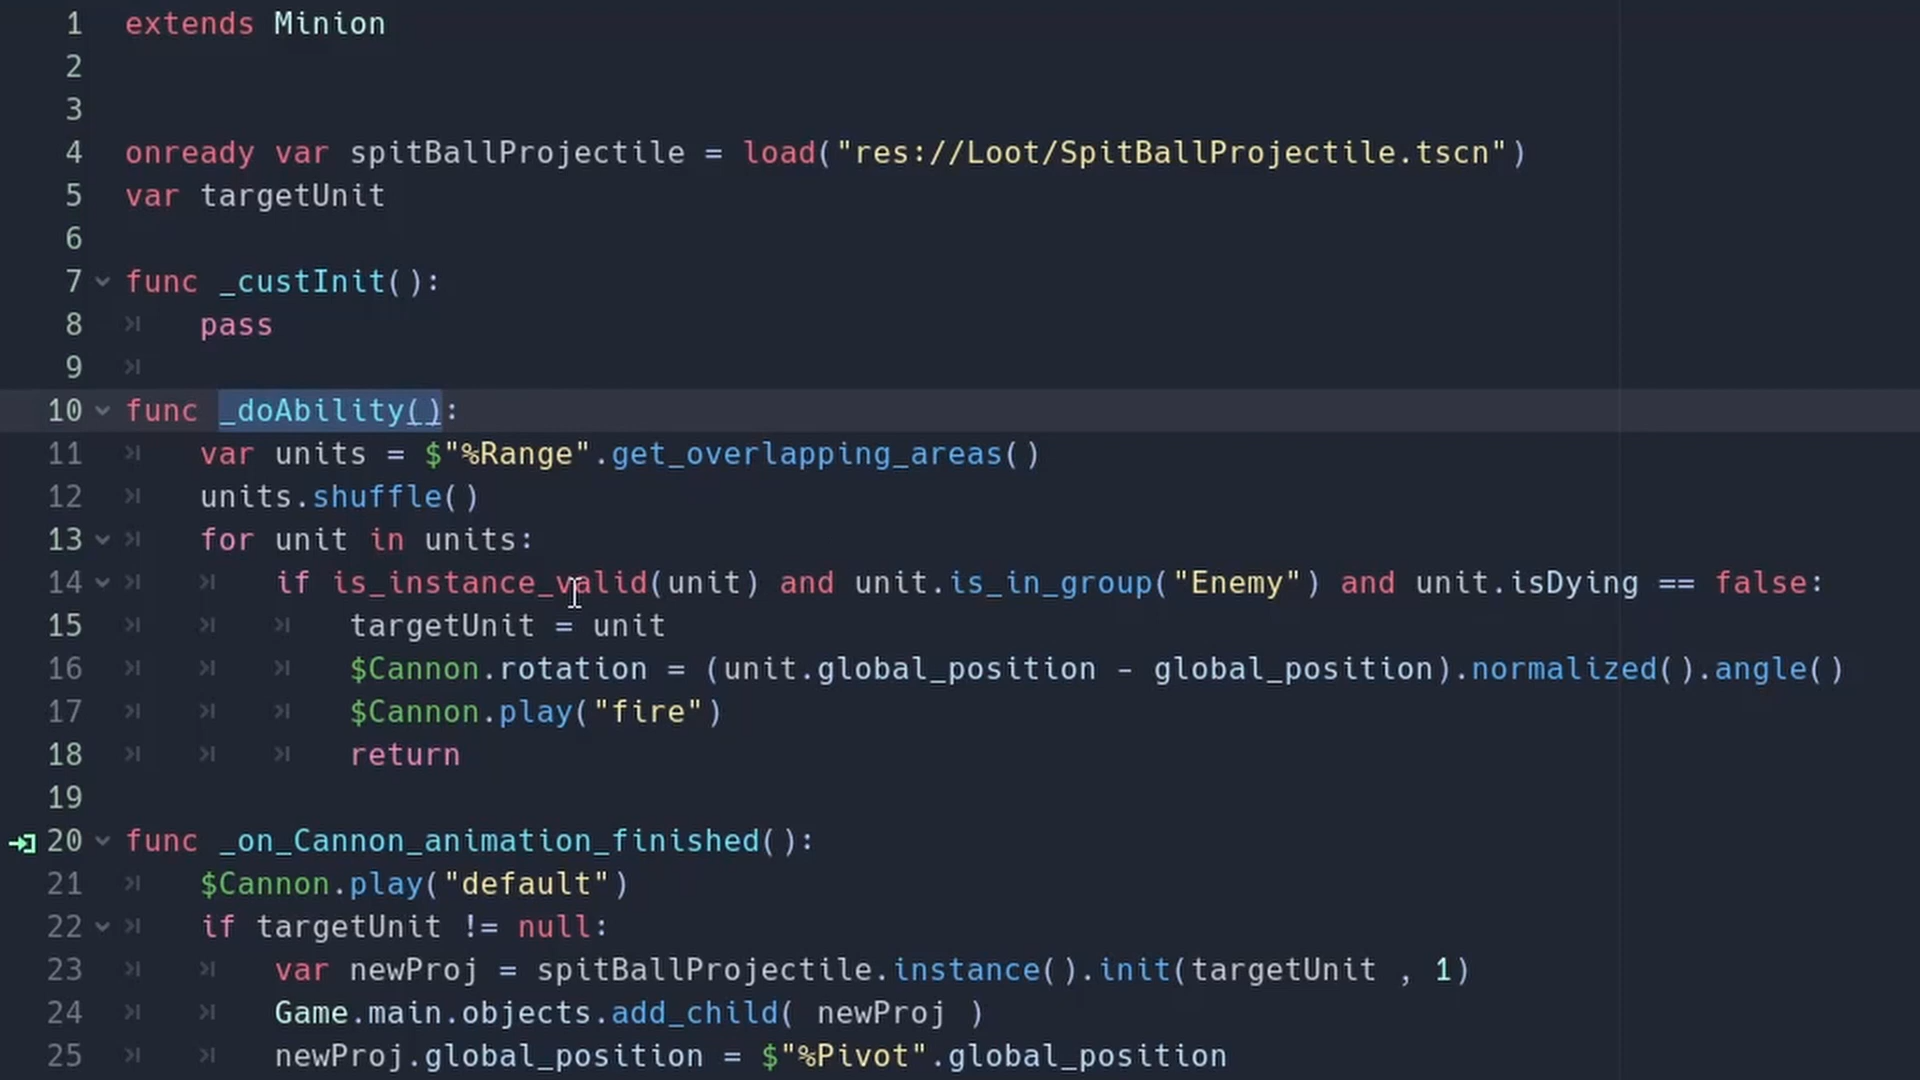 1 extends Minion
2
3
4 onready var spitBallProjectile = load("res://Loot/SpitBallProjectile.tscn")
5 var targetUnit
6
7 func _custInit():
8 pass
9
10 func _doAbility():
11 var units = $"%Range".get_overlapping_areas()
12 units.shuffle()
13 for unit in units:
14 if is_instance_valid(unit) and unit.is_in_group("Enemy") and unit.isDying == false:
15 targetUnit = unit
16 $Cannon.rotation = (unit.global_position - global_position).normalized().angle()
17 $Cannon.play("fire")
18 return
19
20 func _on_Cannon_animation_finished():
21 $Cannon.play("default")
22 if targetUnit != null:
23 var newProj = spitBallProjectile.instance().init(targetUnit , 1)
24 Game.main.objects.add_child( newProj )
25 newProj.global_position = $"%Pivot".global_position